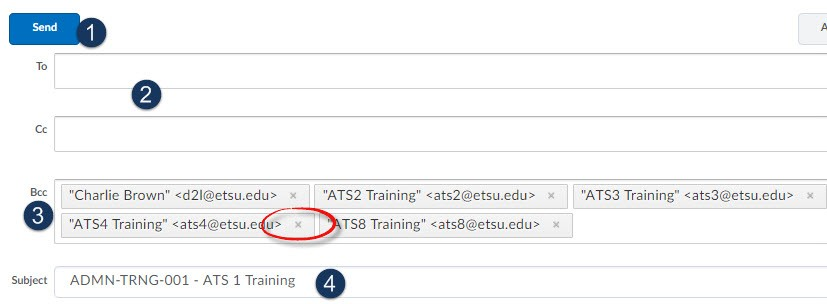 Send 1 A
To
2
Cc
Bcc "Charlie Brown" <d2l@etsu.edu> × "ATS2 Training" <ats2@etsu.edu> × "ATS3 Training" <ats3@etsu.edu> ×
3 "ATS4 Training" <ats4@etsu.edu> × "ATS8 Training" <ats8@etsu.edu> ×
Subject ADMN-TRNG-001 - ATS 1 Training 4